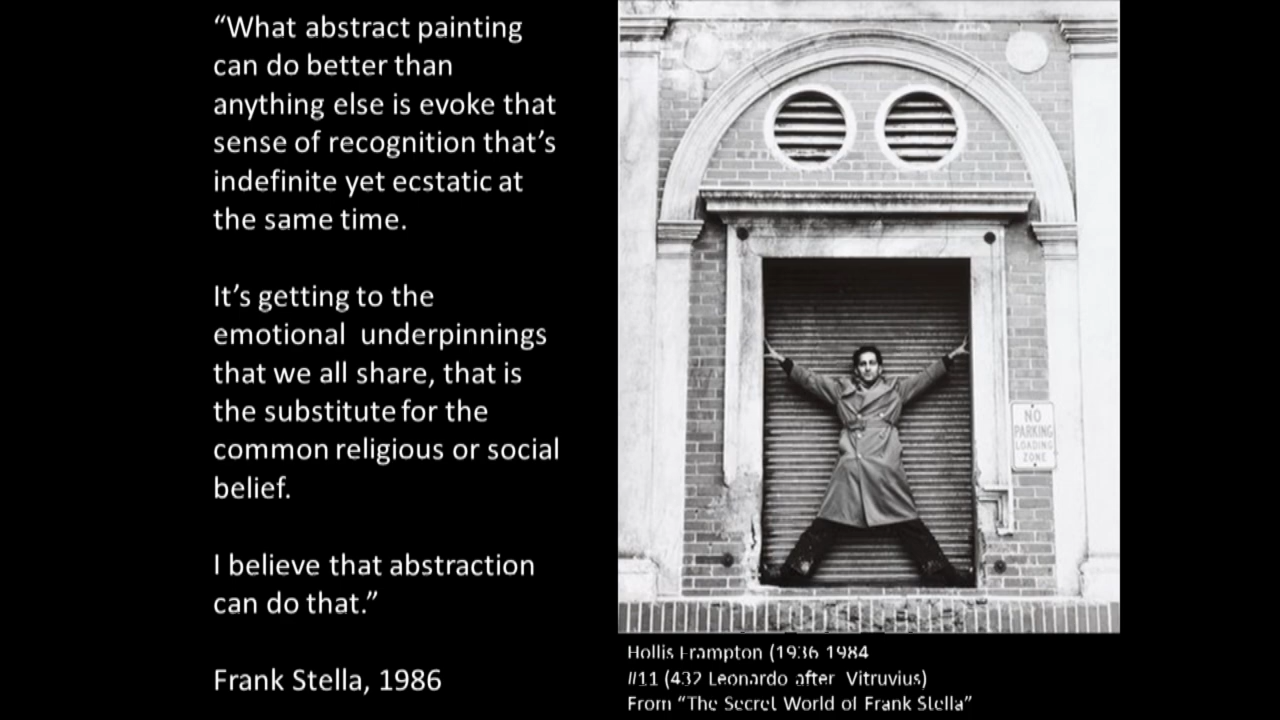 “What abstract painting
can do better than
anything else is evoke that
sense of recognition that’s
indefinite yet ecstatic at
the same time.
It’s getting to the
emotional underpinnings
that we all share, that is
the substitute for the
common religious or social
belief.
I believe that abstraction
can do that.”
Frank Stella, 1986
NO
PARKING
LOADING
ZONE
Hollis Frampton (1936 1984
#11 (432 Leonardo after Vitruvius)
From “The Secret World of Frank Stella”